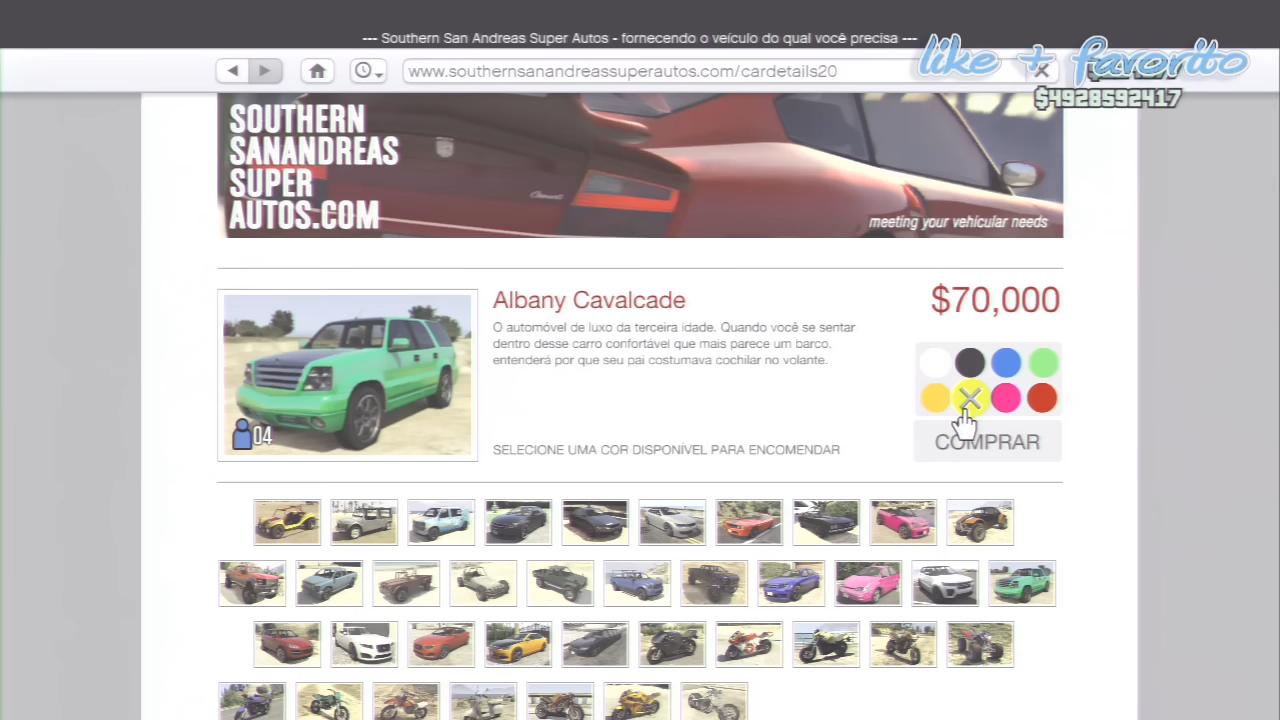 --- Southern San Andreas Super Autos - fornecendo o veículo do qual você precisa ---
like + favorito
www.southernsanandreassuperautos.com/cardetails20
$4928592417
SOUTHERN
SANANDREAS
SUPER
AUTOS.COM
meeting your vehicular needs
Albany Cavalcade
$70,000
O automóvel de luxo da terceira idade. Quando você se sentar
dentro desse carro confortável que mais parece um barco,
entenderá por que seu pai costumava cochilar no volante.
04
SELECIONE UMA COR DISPONÍVEL PARA ENCOMENDAR
COMPRAR